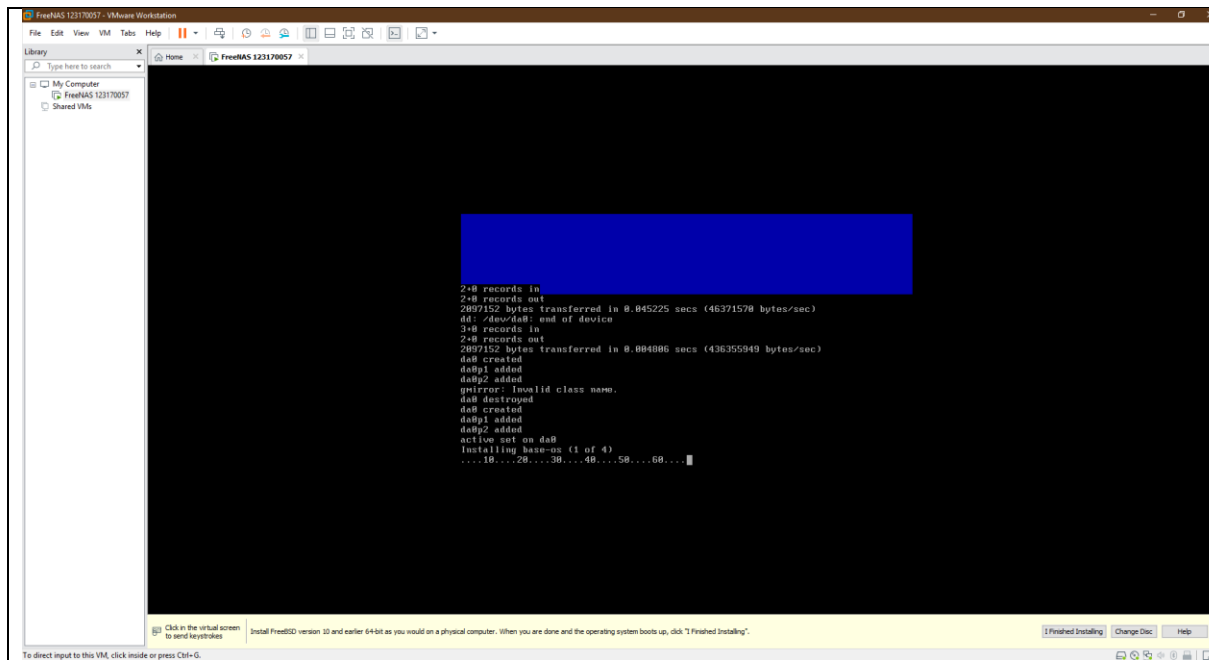 FreeNAS 123170057 - VMware Workstation
File Edit View VM Tabs Help
Library
Type here to search
My Computer
FreeNAS 123170057
Shared VMs
Home
FreeNAS 123170057
2+0 records in
2+0 records out
2097152 bytes transferred in 0.045225 secs (46371570 bytes/sec)
dd: /dev/da0: end of device
3+0 records in
2+0 records out
2097152 bytes transferred in 0.004806 secs (436355949 bytes/sec)
da0 created
da0p1 added
da0p2 added
gmirror: Invalid class name.
da0 destroyed
da0 created
da0p1 added
da0p2 added
active set on da0
Installing base-os (1 of 4)
....10....20....30....40....50....60....
Click in the virtual screen
to send keystrokes
Install FreeBSD version 10 and earlier 64-bit as you would on a physical computer. When you are done and the operating system boots up, click "I Finished Installing".
I Finished Installing Change Disc Help
To direct input to this VM, click inside or press Ctrl+G.